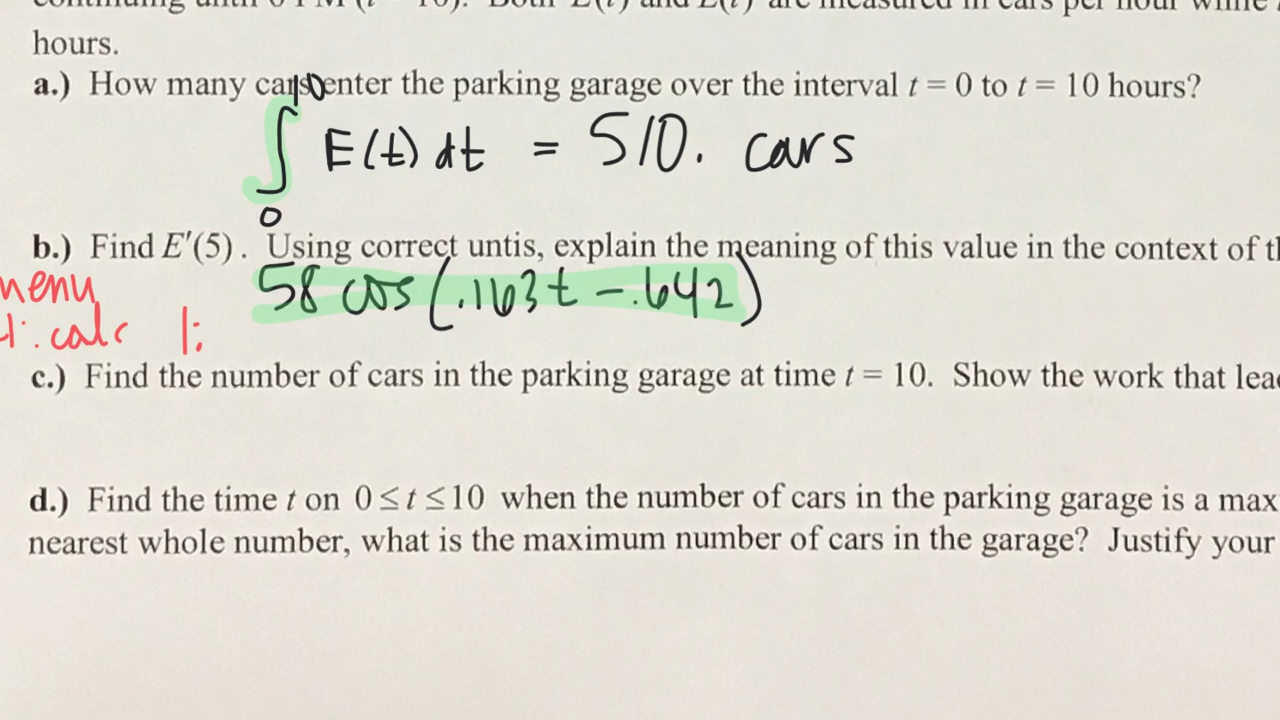 hours.
a.) How many cars enter the parking garage over the interval t = 0 to t = 10 hours?
10
∫ E(t) dt = 510. cars
0
b.) Find E'(5). Using correct untis, explain the meaning of this value in the context of
58 cos(.163t - .642)
menu
4: calc 1:
c.) Find the number of cars in the parking garage at time t = 10. Show the work that
d.) Find the time t on 0 ≤ t ≤ 10 when the number of cars in the parking garage is a max
nearest whole number, what is the maximum number of cars in the garage? Justify your